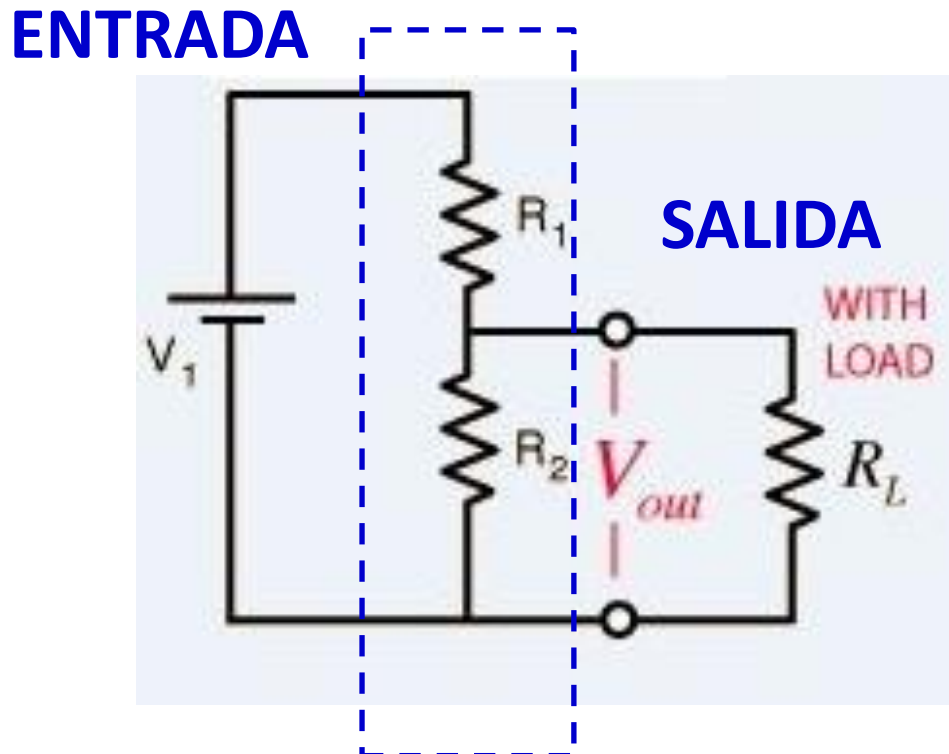 ENTRADA
R1
SALIDA
WITH
LOAD
V1
R2
Vout
RL